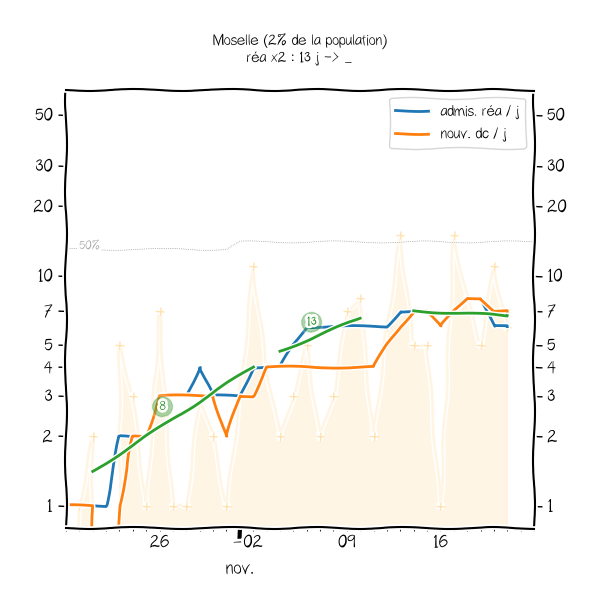 Moselle (2% de la population)
réa x2 : 13 j -> _
admis. réa / j
nouv. dc / j
50 50
30 30
20 20
50%
10 10
7 7
13
5 5
4 4
3 3
8
2 2
1 1
26 02 09 16
nov.